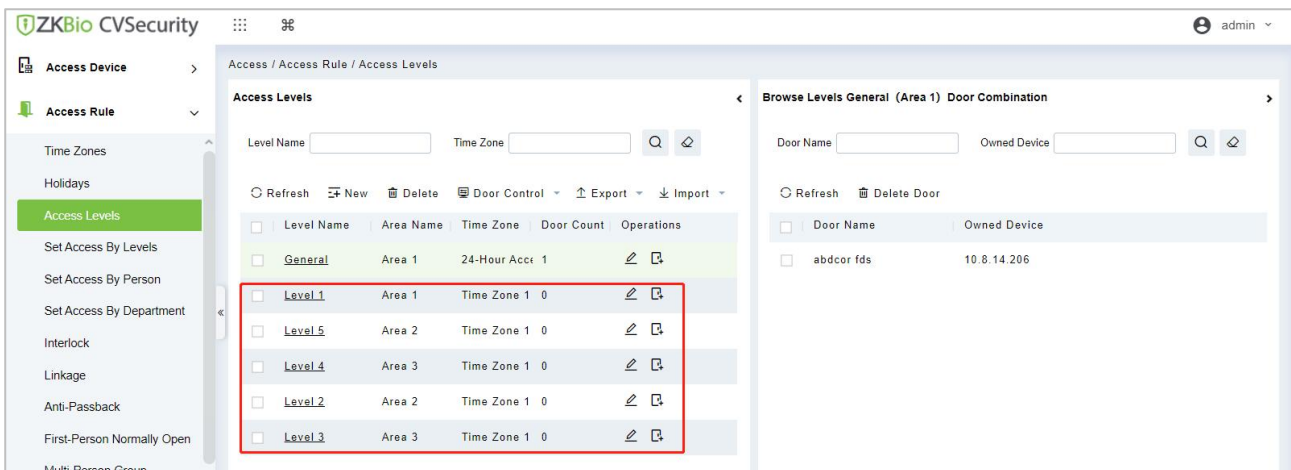 ZKBio CVSecurity
admin
Access Device
Access Rule
Time Zones
Holidays
Access Levels
Set Access By Levels
Set Access By Person
Set Access By Department
Interlock
Linkage
Anti-Passback
First-Person Normally Open
Multi-Person Group
Access / Access Rule / Access Levels
Access Levels
Level Name Time Zone
Refresh New Delete Door Control Export Import
Level Name Area Name Time Zone Door Count Operations
General Area 1 24-Hour Acce 1
Level 1 Area 1 Time Zone 1 0
Level 5 Area 2 Time Zone 1 0
Level 4 Area 3 Time Zone 1 0
Level 2 Area 2 Time Zone 1 0
Level 3 Area 3 Time Zone 1 0
Browse Levels General (Area 1) Door Combination
Door Name Owned Device
Refresh Delete Door
Door Name Owned Device
abdcor fds 10.8.14.206